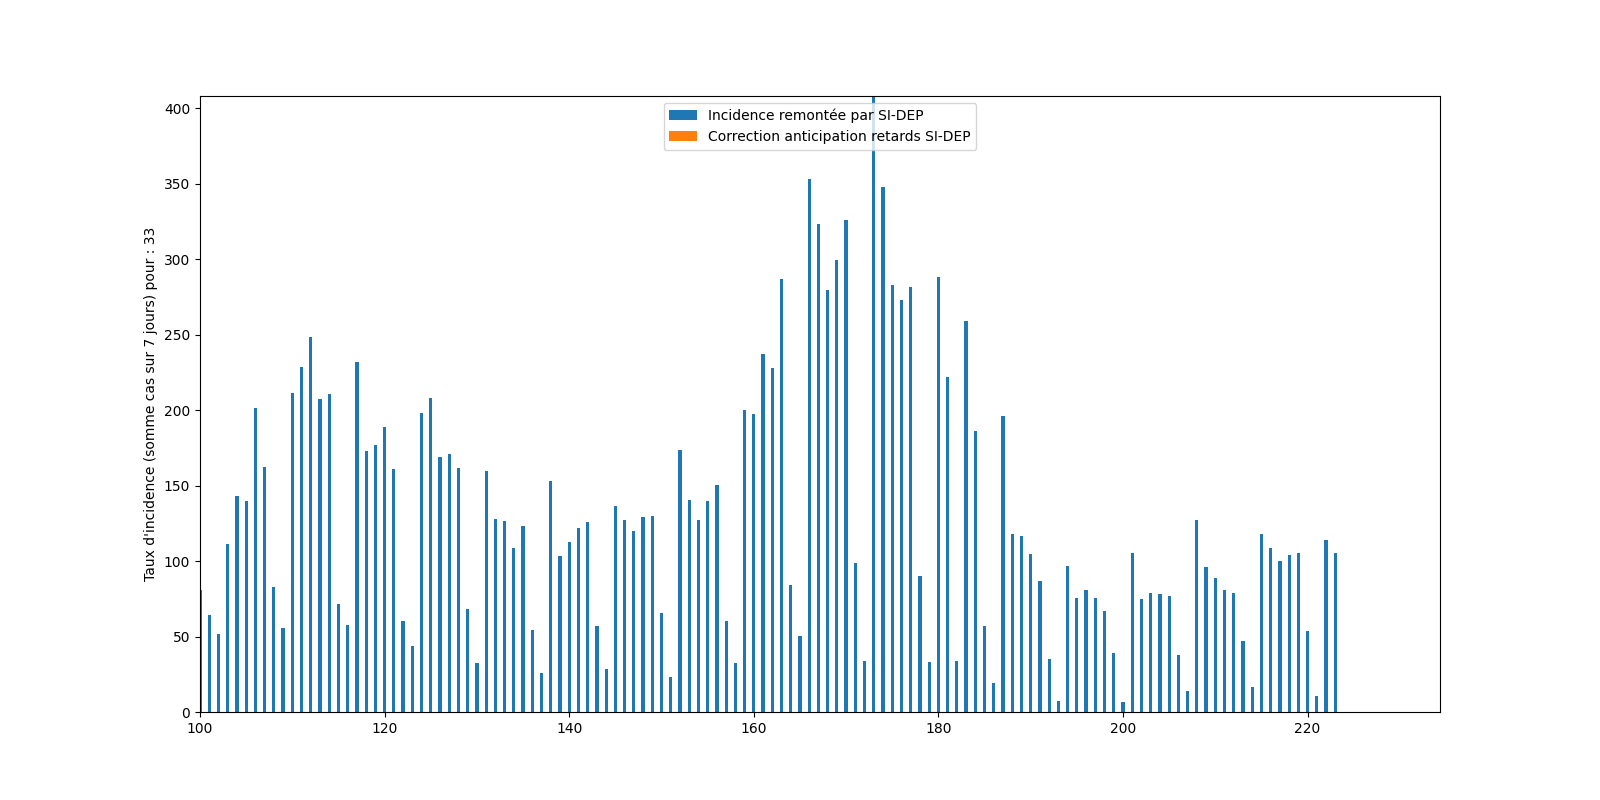 Incidence remontée par SI-DEP
Correction anticipation retards SI-DEP
Taux d'incidence (somme cas sur 7 jours) pour : 33
400
350
300
250
200
150
100
50
0
100 120 140 160 180 200 220